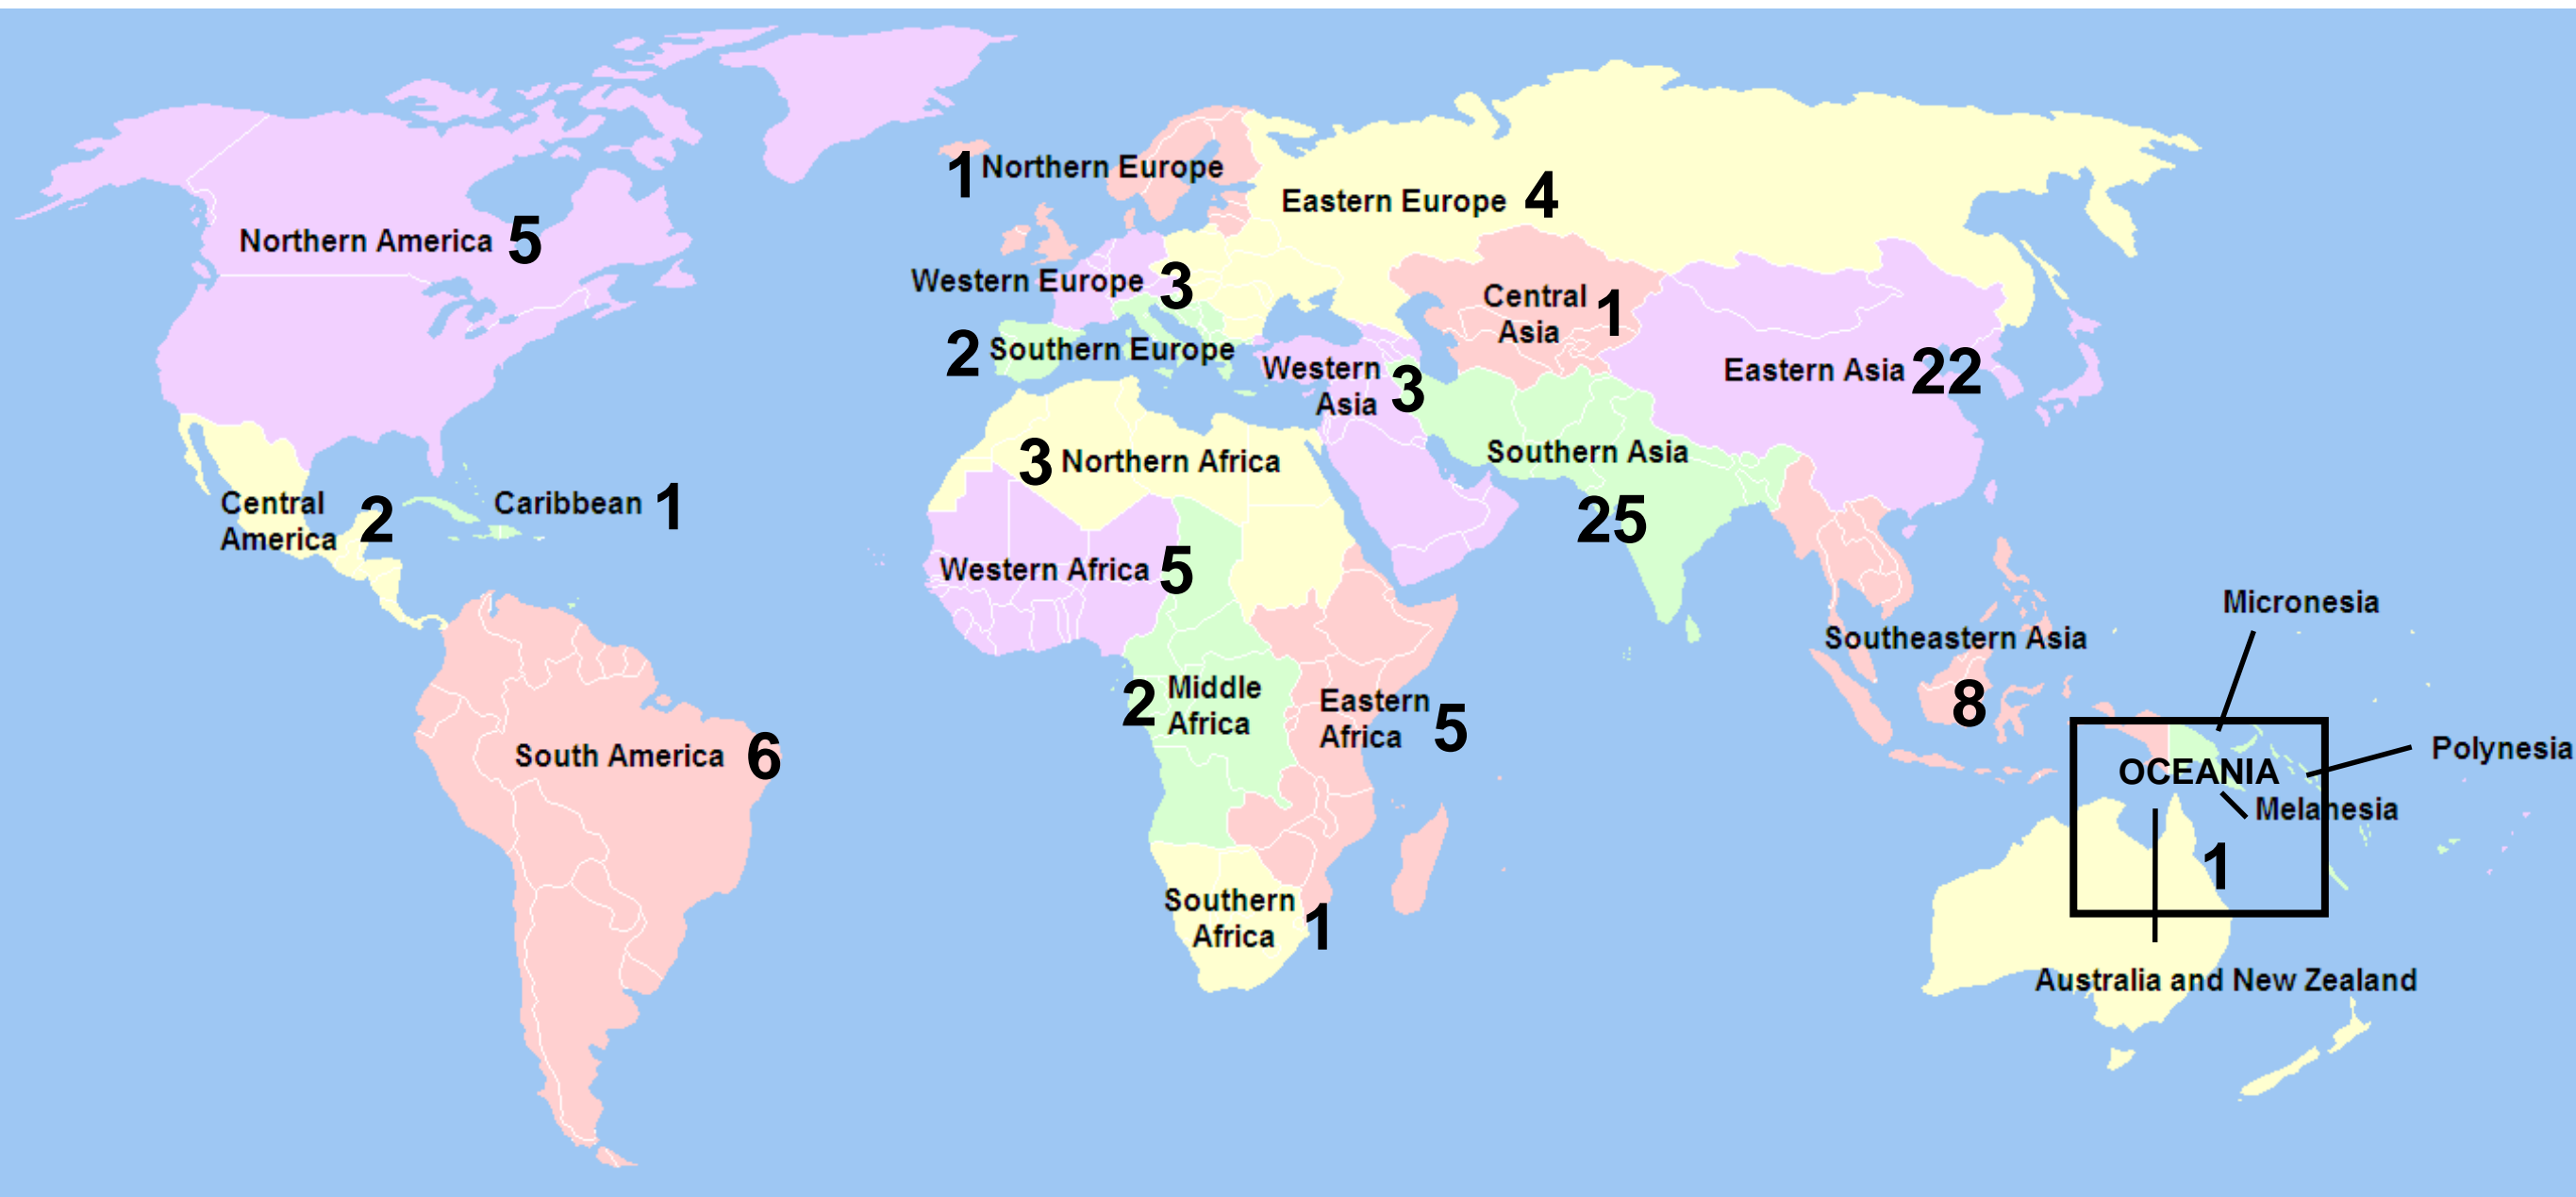 1 Northern Europe
Eastern Europe 4
Northern America 5
Western Europe 3
Central
Asia 1
2 Southern Europe
Western
Asia 3
Eastern Asia 22
3 Northern Africa
Southern Asia
25
Central
America 2
Caribbean 1
Western Africa 5
Micronesia
Southeastern Asia
8
2 Middle
Africa
Eastern
Africa 5
South America 6
Polynesia
OCEANIA
Melanesia
1
Southern
Africa 1
Australia and New Zealand